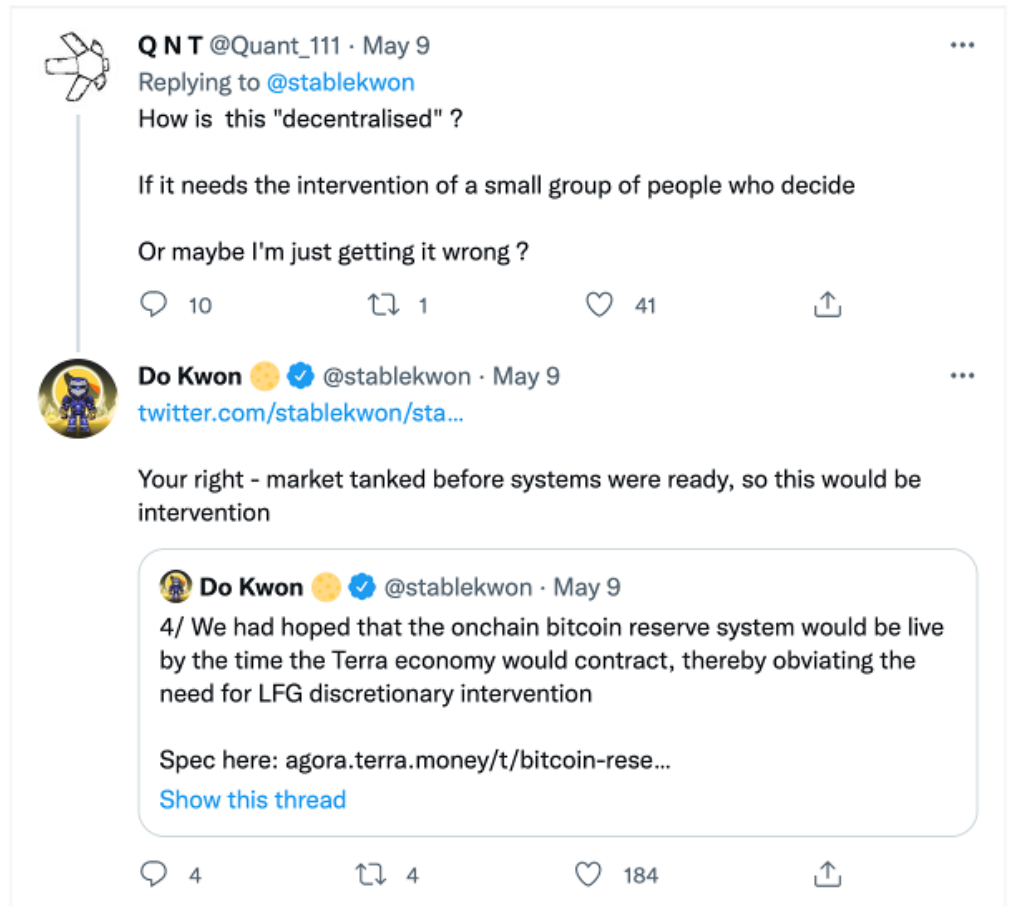 Q N T @Quant_111 · May 9
Replying to @stablekwon
How is  this "decentralised" ?
If it needs the intervention of a small group of people who decide
Or maybe I'm just getting it wrong ?
10 1 41
Do Kwon 🌕 @stablekwon · May 9
twitter.com/stablekwon/sta...
Your right - market tanked before systems were ready, so this would be
intervention
Do Kwon 🌕 @stablekwon · May 9
4/ We had hoped that the onchain bitcoin reserve system would be live
by the time the Terra economy would contract, thereby obviating the
need for LFG discretionary intervention
Spec here: agora.terra.money/t/bitcoin-rese...
Show this thread
4 4 184